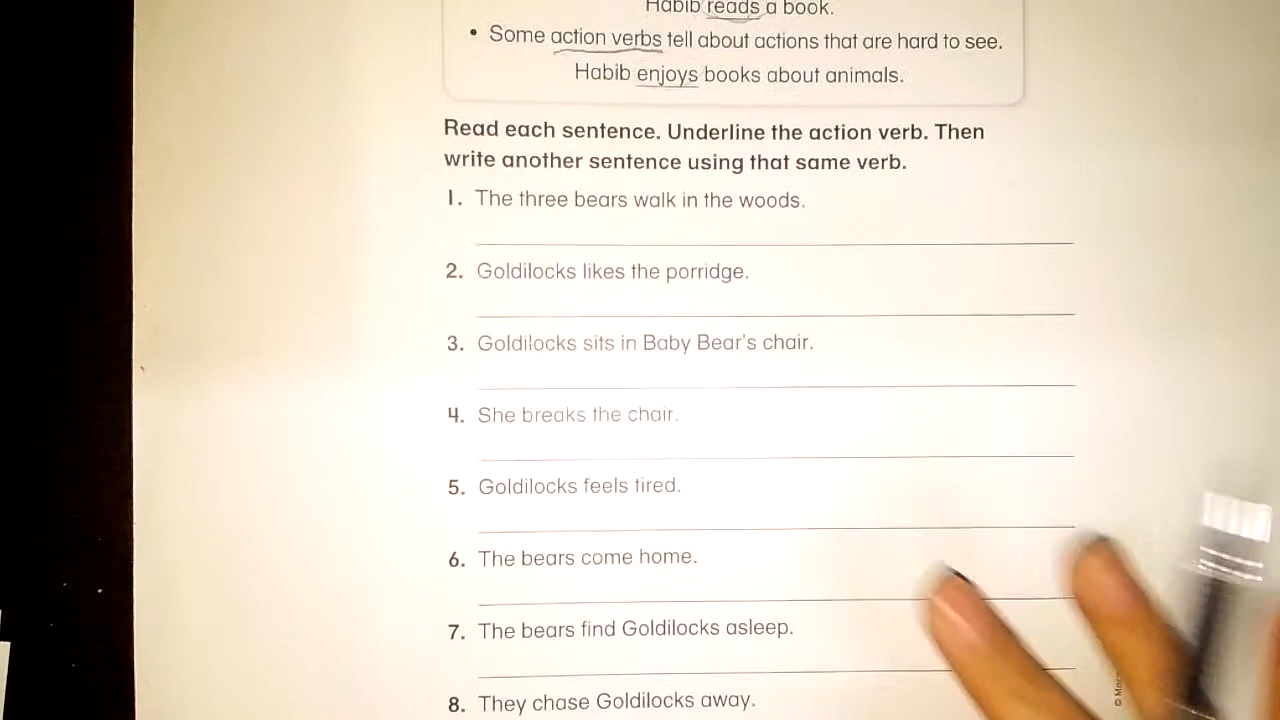 Habib reads a book.
• Some action verbs tell about actions that are hard to see.
Habib enjoys books about animals.
Read each sentence. Underline the action verb. Then
write another sentence using that same verb.
1. The three bears walk in the woods.
2. Goldilocks likes the porridge.
3. Goldilocks sits in Baby Bear's chair.
4. She breaks the chair.
5. Goldilocks feels tired.
6. The bears come home.
7. The bears find Goldilocks asleep.
8. They chase Goldilocks away.